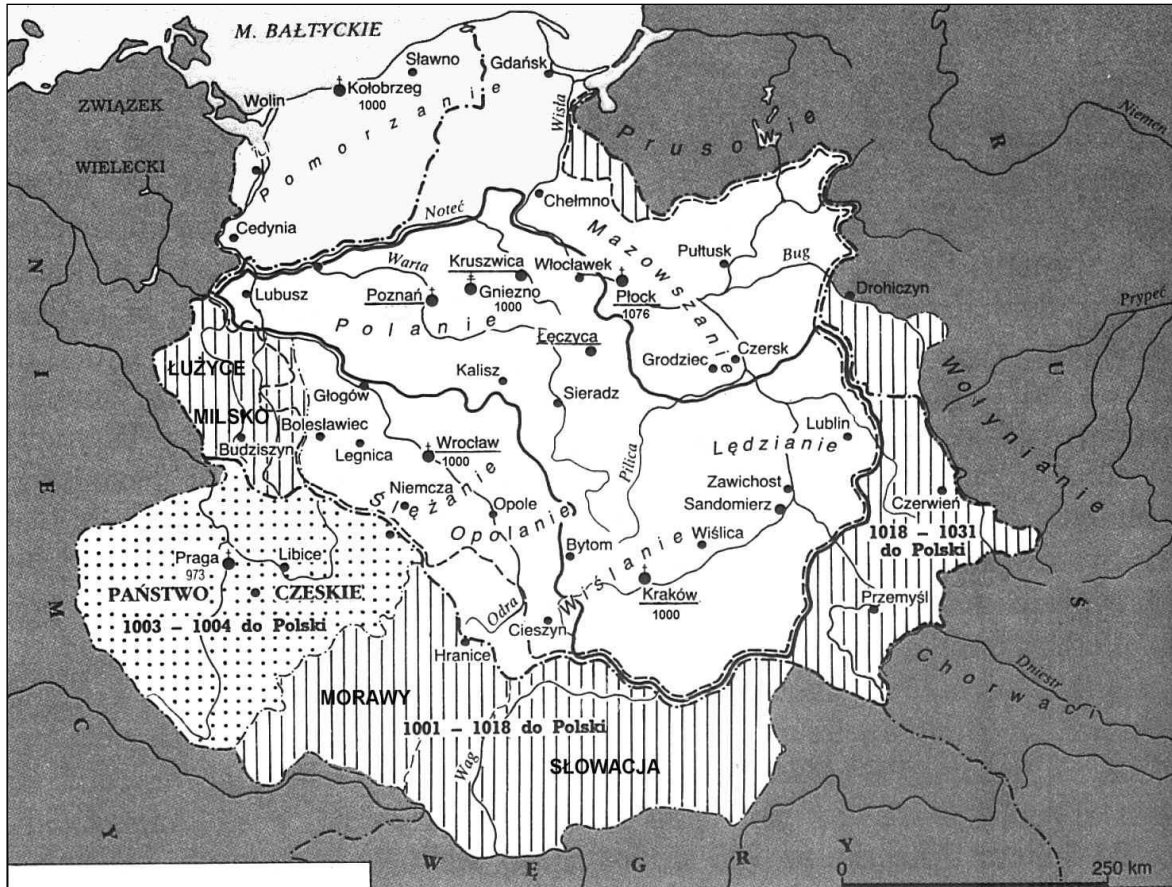 M. BAŁTYCKIE
Sławno
Gdańsk
ZWIĄZEK
Wolin
Kołobrzeg
1000
Wisła
Prusowie
Niemen
R
WIELECKI
Pomorzanie
Chełmno
Cedynia
Noteć
Mazowszanie
Pułtusk
Bug
Warta
Kruszwica
Włocławek
Drohiczyn
N
Lubusz
Poznań
Gniezno
1000
Płock
1076
Prypeć
I
Polanie
Łęczyca
Grodziec
Czersk
Wołynianie
U
ŁUŻYCE
Kalisz
Sieradz
E
Głogów
MILSKO
Bolesławiec
Lublin
Budziszyn
Legnica
Wrocław
1000
Pilica
Lędzianie
Zawichost
Niemcza
Ślężanie
Sandomierz
Czerwień
Opole
Opolanie
1018 – 1031
do Polski
Wiślica
M
Praga
973
Libice
Bytom
Wiślanie
Ś
PAŃSTWO
CZESKIE
Kraków
1000
Przemyśl
1003 – 1004 do Polski
Odra
Cieszyn
Hranice
Chorwaci
Dniestr
C
MORAWY
1001 – 1018 do Polski
Wag
SŁOWACJA
Y
WĘGRY
0
250 km